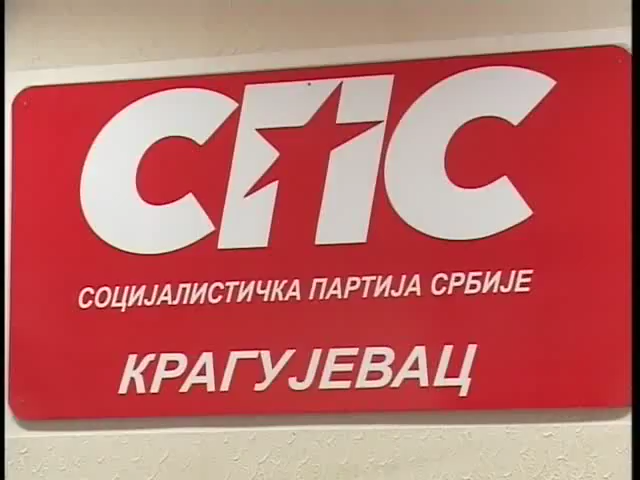 СПС
СОЦИЈАЛИСТИЧКА ПАРТИЈА СРБИЈЕ
КРАГУЈЕВАЦ